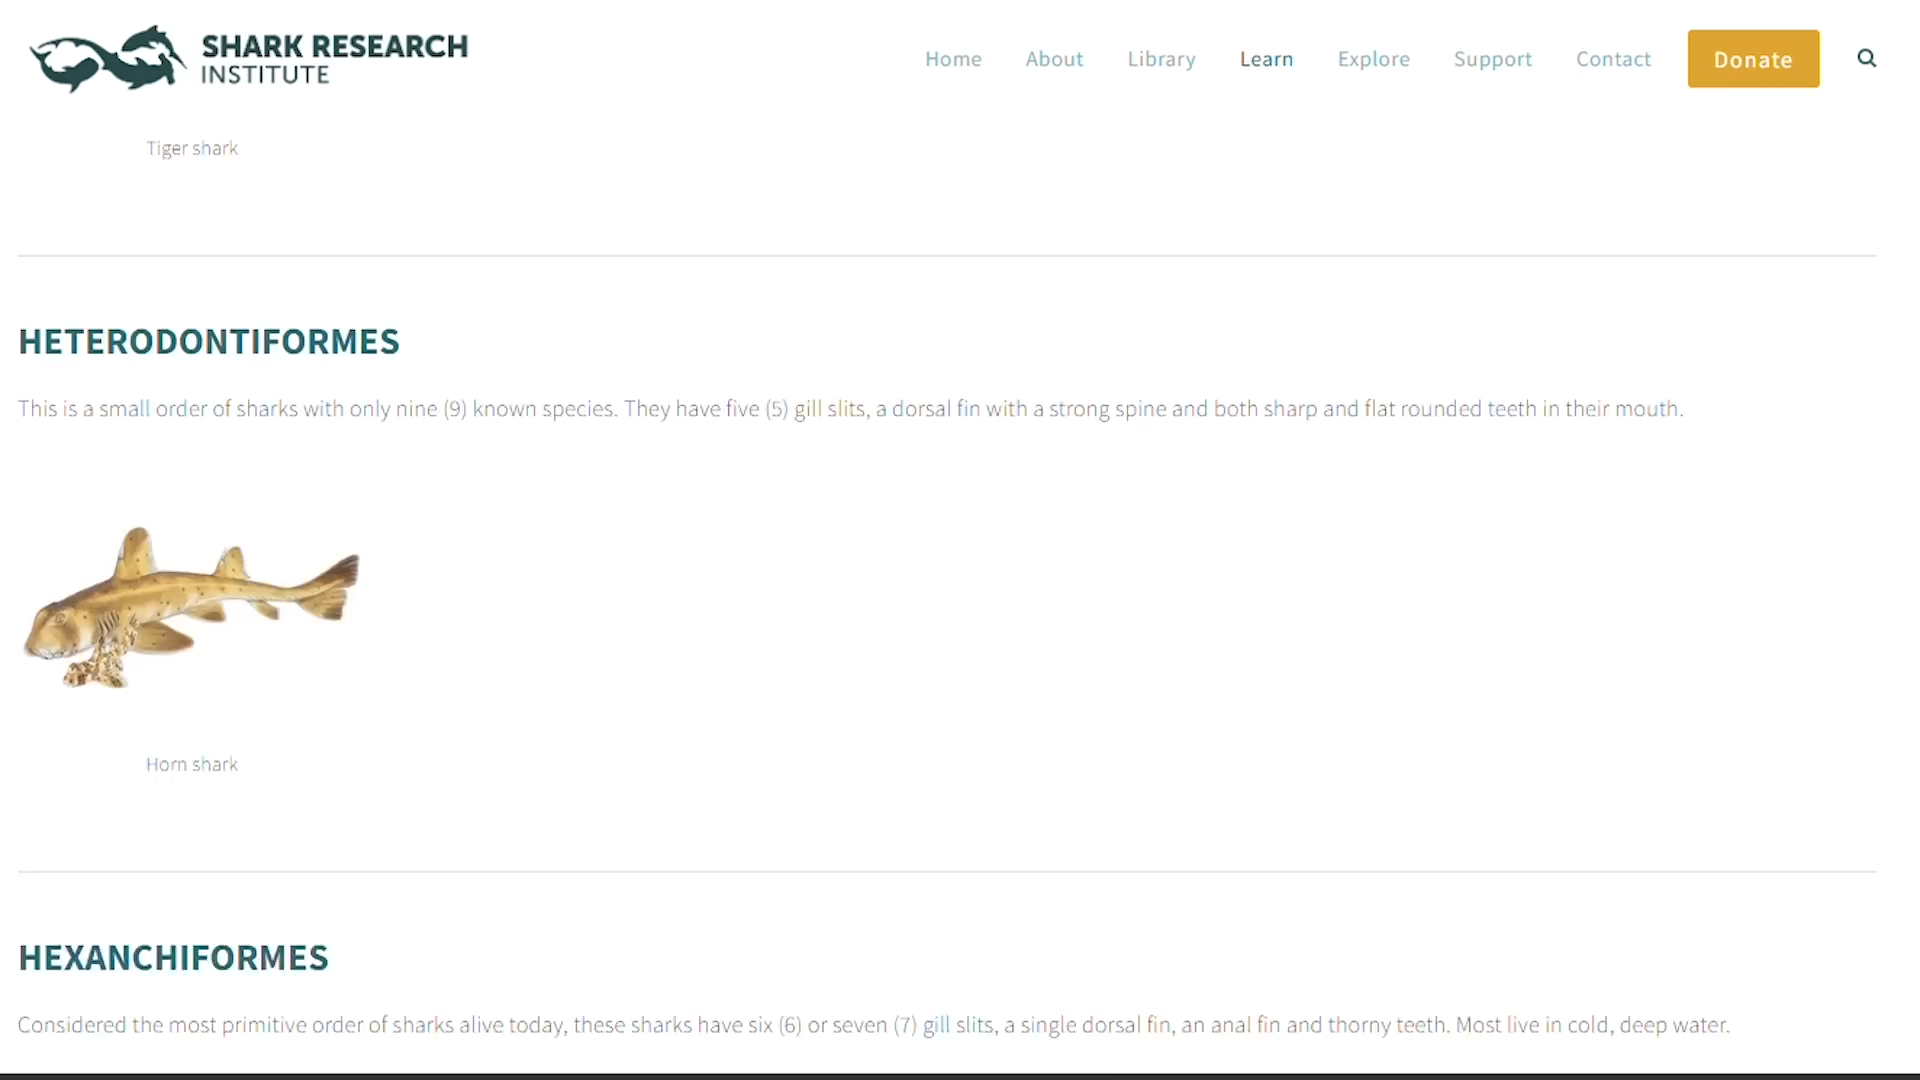 SHARK RESEARCH
INSTITUTE
Home About Library Learn Explore Support Contact Donate
Tiger shark
HETERODONTIFORMES
This is a small order of sharks with only nine (9) known species. They have five (5) gill slits, a dorsal fin with a strong spine and both sharp and flat rounded teeth in their mouth.
Horn shark
HEXANCHIFORMES
Considered the most primitive order of sharks alive today, these sharks have six (6) or seven (7) gill slits, a single dorsal fin, an anal fin and thorny teeth. Most live in cold, deep water.